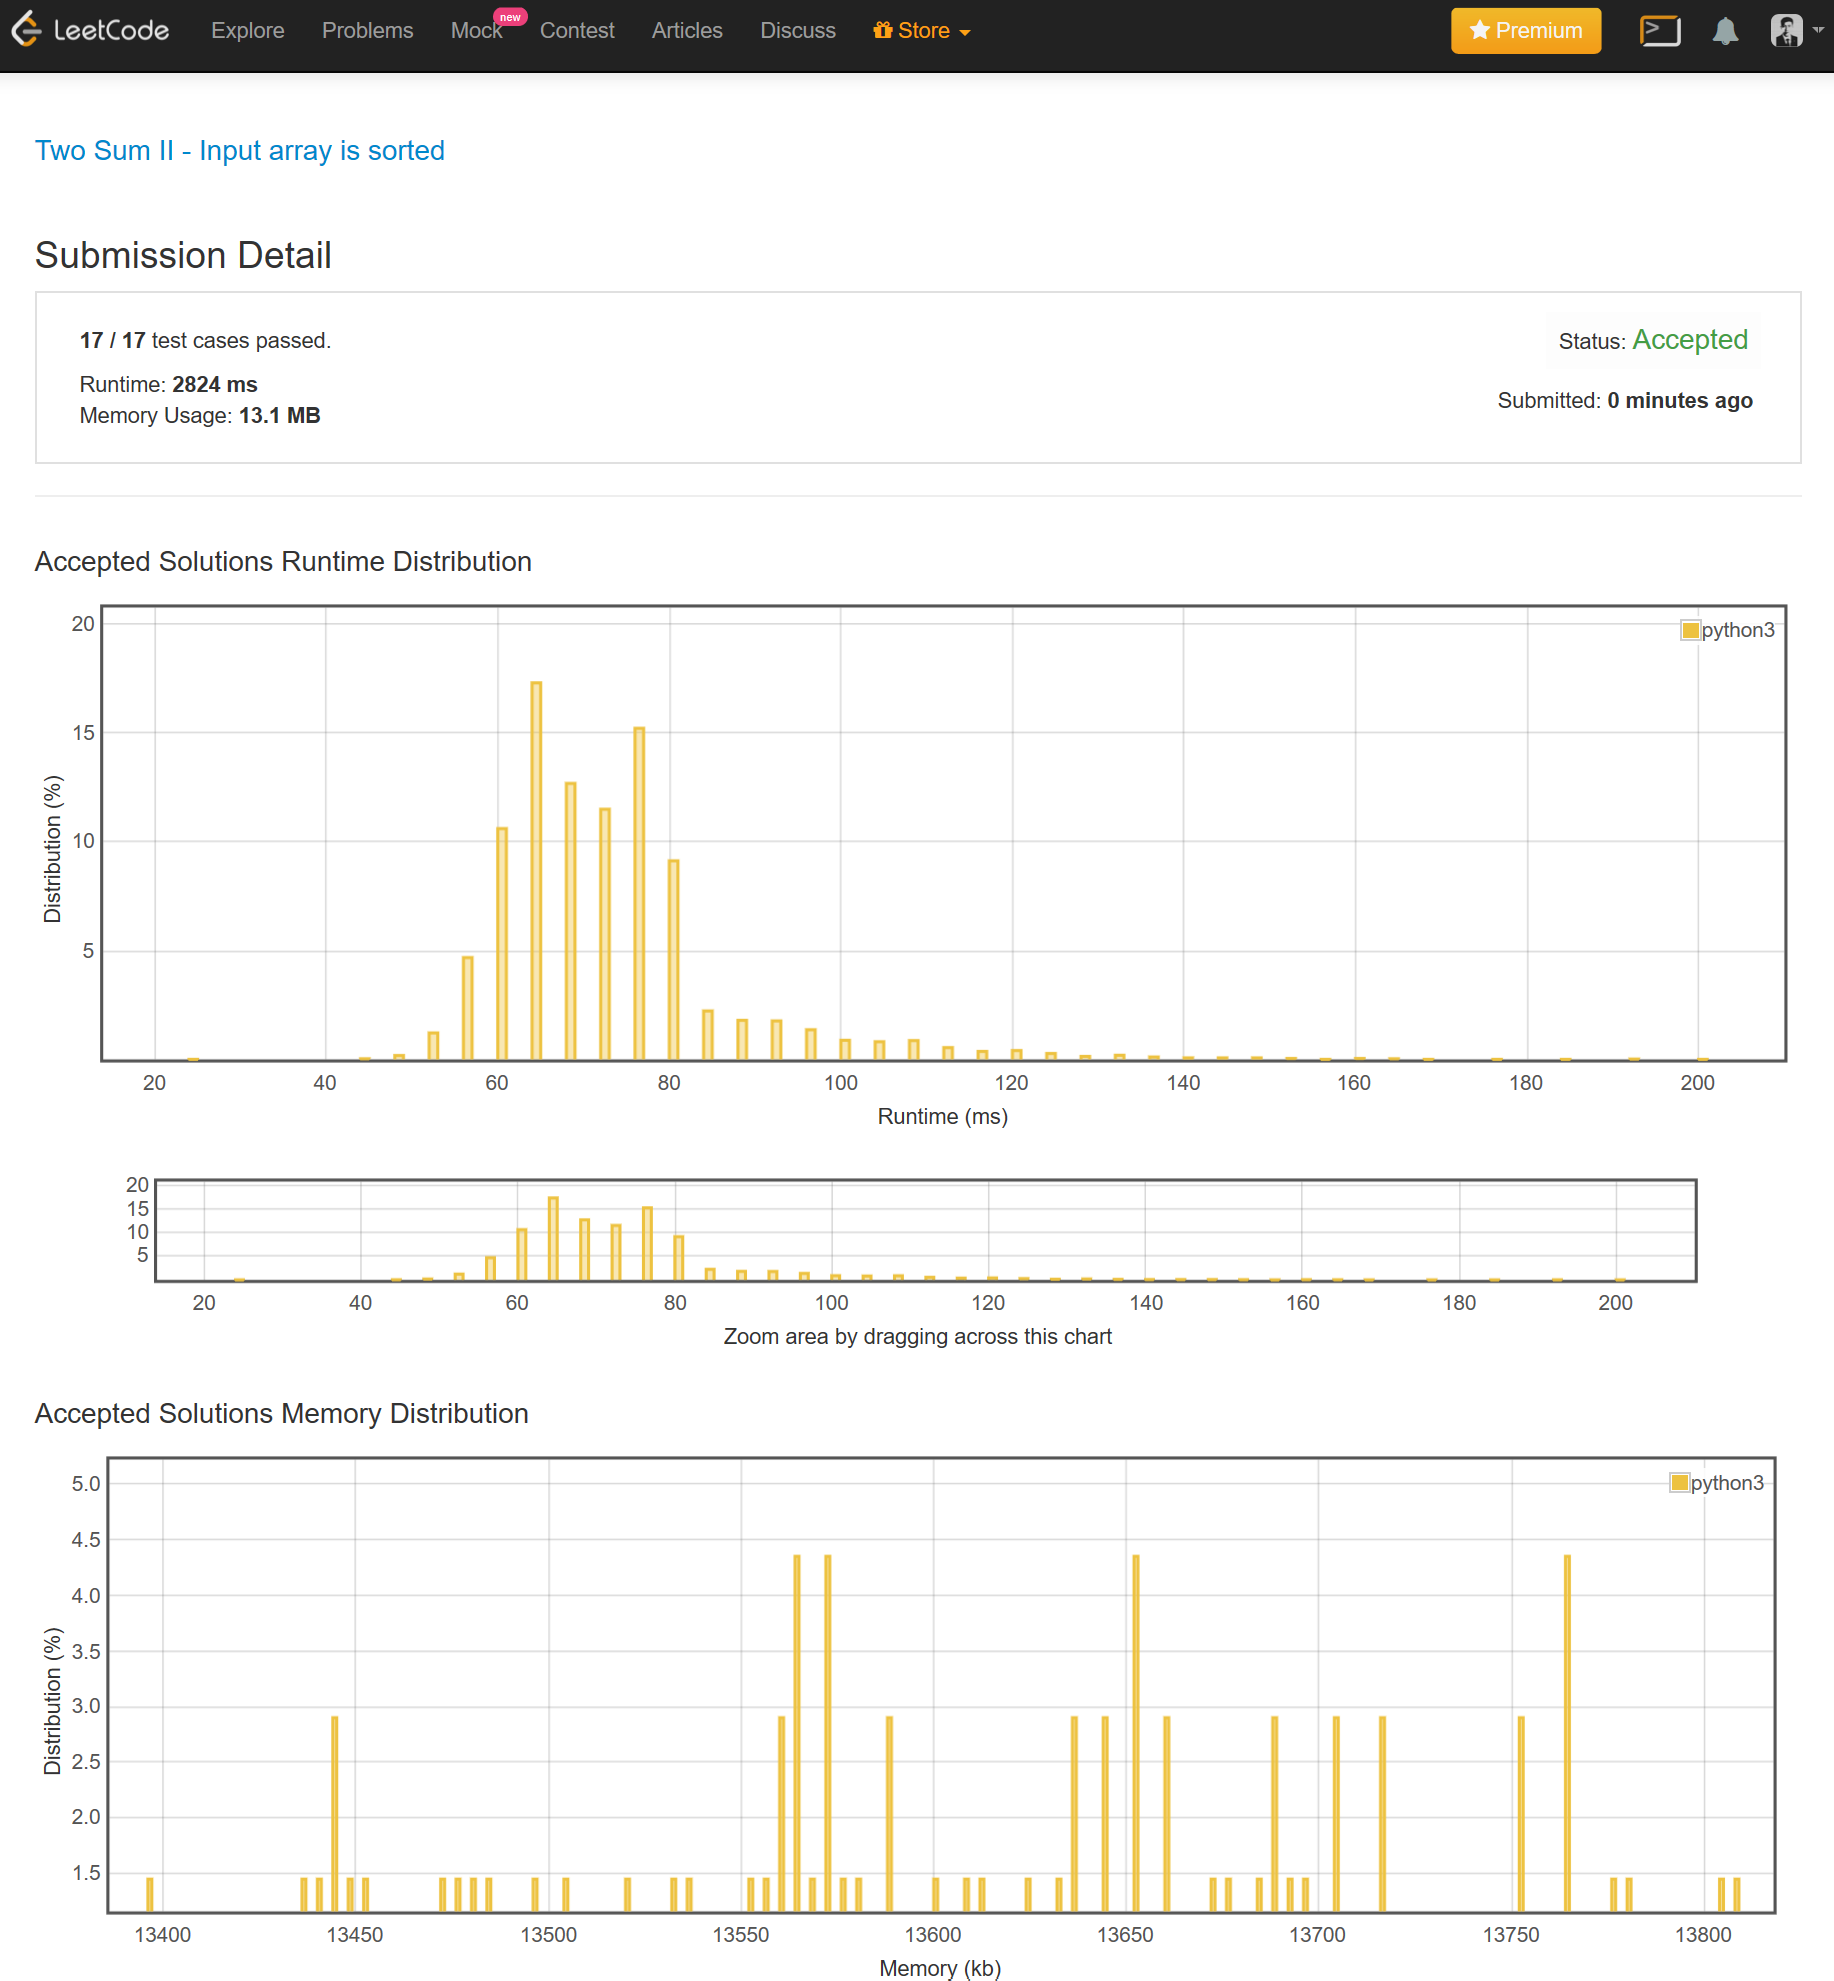 LeetCode Explore Problems Mock new Contest Articles Discuss Store Premium
Two Sum II - Input array is sorted
Submission Detail
17 / 17 test cases passed. Status: Accepted
Runtime: 2824 ms
Memory Usage: 13.1 MB Submitted: 0 minutes ago
Accepted Solutions Runtime Distribution
python3
Distribution (%)
20
15
10
5
20 40 60 80 100 120 140 160 180 200
Runtime (ms)
20
15
10
5
20 40 60 80 100 120 140 160 180 200
Zoom area by dragging across this chart
Accepted Solutions Memory Distribution
python3
Distribution (%)
5.0
4.5
4.0
3.5
3.0
2.5
2.0
1.5
13400 13450 13500 13550 13600 13650 13700 13750 13800
Memory (kb)